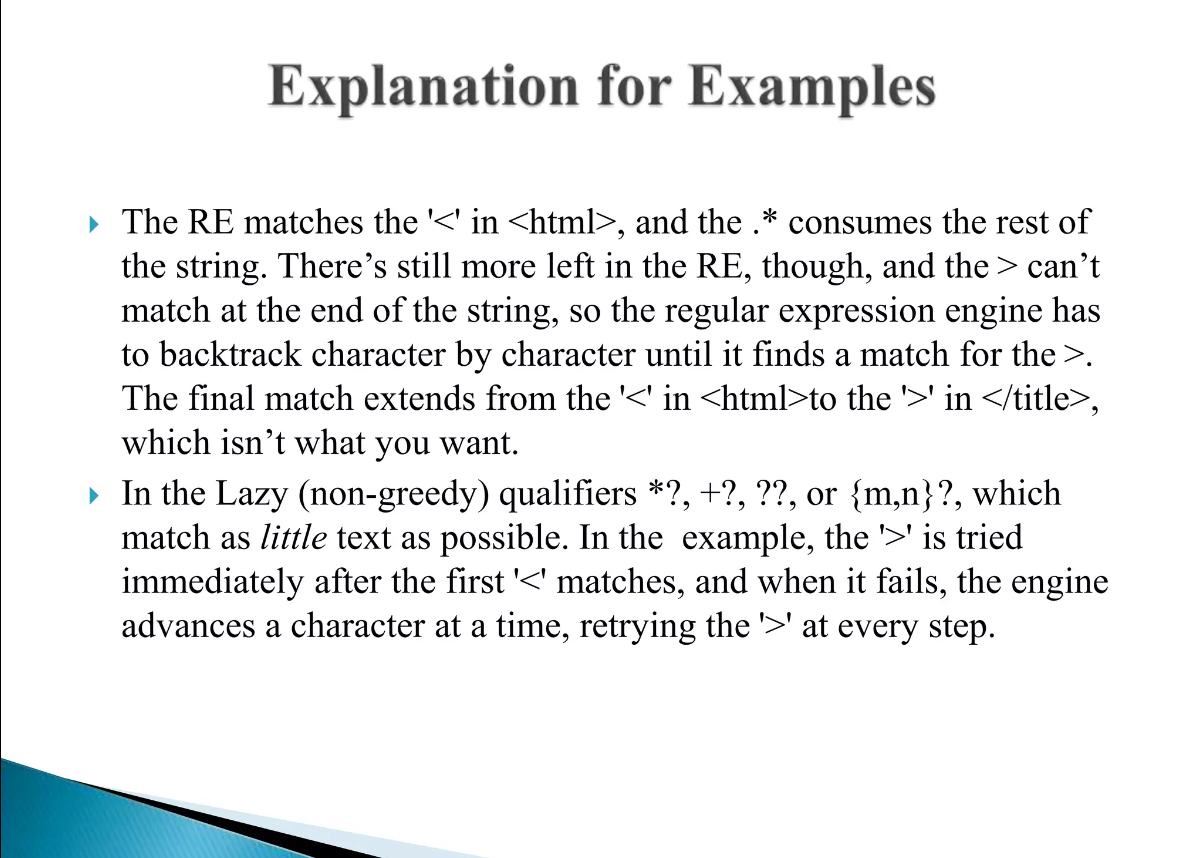 Explanation for Examples
The RE matches the '<' in <html>, and the .* consumes the rest of
the string. There’s still more left in the RE, though, and the > can’t
match at the end of the string, so the regular expression engine has
to backtrack character by character until it finds a match for the >.
The final match extends from the '<' in <html>to the '>' in </title>,
which isn’t what you want.
In the Lazy (non-greedy) qualifiers *?, +?, ??, or {m,n}?, which
match as little text as possible. In the  example, the '>' is tried
immediately after the first '<' matches, and when it fails, the engine
advances a character at a time, retrying the '>' at every step.